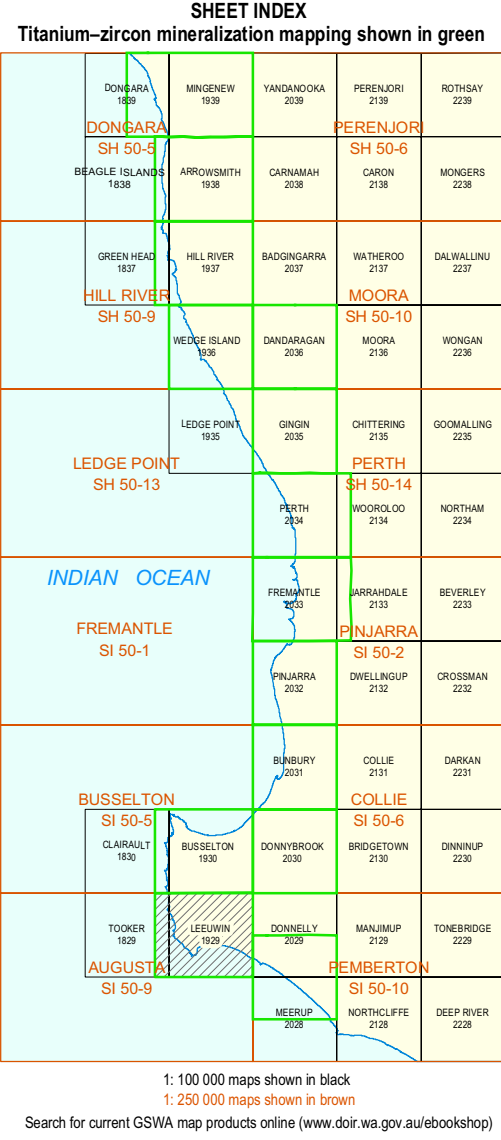 SHEET INDEX
Titanium–zircon mineralization mapping shown in green
DONGARA
1839
MINGENEW
1939
YANDANOOKA
2039
PERENJORI
2139
ROTHSAY
2239
DONGARA
SH 50-5
PERENJORI
SH 50-6
BEAGLE ISLANDS
1838
ARROWSMITH
1938
CARNAMAH
2038
CARON
2138
MONGERS
2238
GREEN HEAD
1837
HILL RIVER
1937
BADGINGARRA
2037
WATHEROO
2137
DALWALLINU
2237
HILL RIVER
SH 50-9
MOORA
SH 50-10
WEDGE ISLAND
1936
DANDARAGAN
2036
MOORA
2136
WONGAN
2236
LEDGE POINT
1935
GINGIN
2035
CHITTERING
2135
GOOMALLING
2235
LEDGE POINT
SH 50-13
PERTH
SH 50-14
PERTH
2034
WOOROLOO
2134
NORTHAM
2234
INDIAN OCEAN
FREMANTLE
2033
JARRAHDALE
2133
BEVERLEY
2233
FREMANTLE
SI 50-1
PINJARRA
SI 50-2
PINJARRA
2032
DWELLINGUP
2132
CROSSMAN
2232
BUNBURY
2031
COLLIE
2131
DARKAN
2231
BUSSELTON
SI 50-5
COLLIE
SI 50-6
CLAIRAULT
1830
BUSSELTON
1930
DONNYBROOK
2030
BRIDGETOWN
2130
DINNINUP
2230
TOOKER
1829
LEEUWIN
1929
DONNELLY
2029
MANJIMUP
2129
TONEBRIDGE
2229
AUGUSTA
SI 50-9
PEMBERTON
SI 50-10
MEERUP
2028
NORTHCLIFFE
2128
DEEP RIVER
2228
1: 100 000 maps shown in black
1: 250 000 maps shown in brown
Search for current GSWA map products online (www.doir.wa.gov.au/ebookshop)